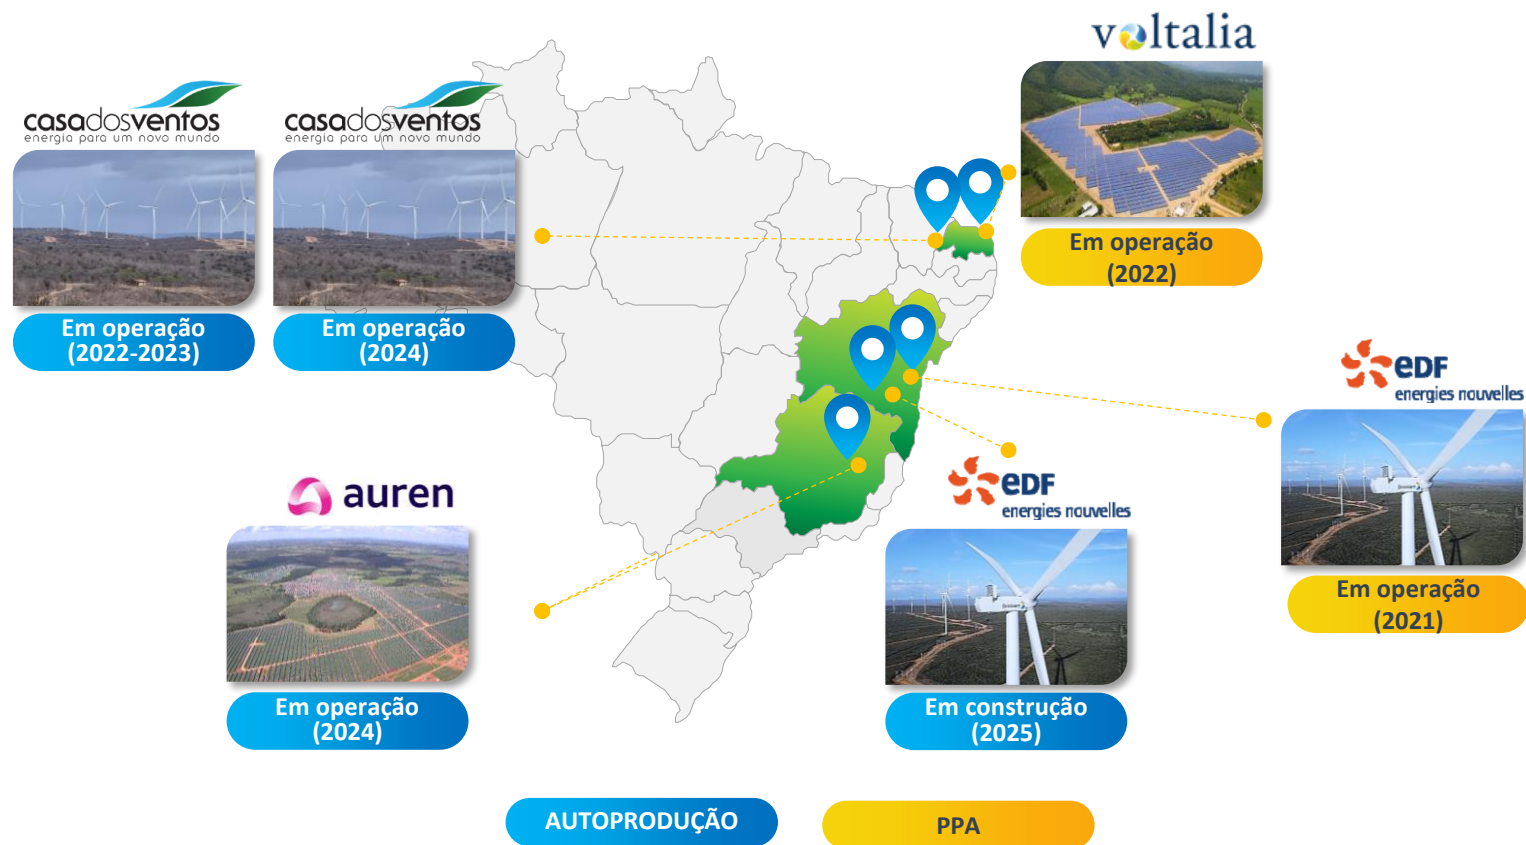 voltalia
casadosventos
energia para um novo mundo
casadosventos
energia para um novo mundo
Em operação
(2022)
Em operação
(2022-2023)
Em operação
(2024)
eDF
energies nouvelles
auren
eDF
energies nouvelles
Em operação
(2021)
Em operação
(2024)
Em construção
(2025)
AUTOPRODUÇÃO
PPA